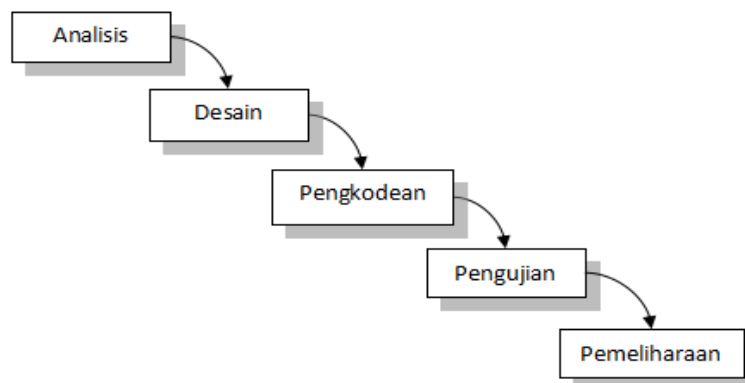 Analisis
Desain
Pengkodean
Pengujian
Pemeliharaan